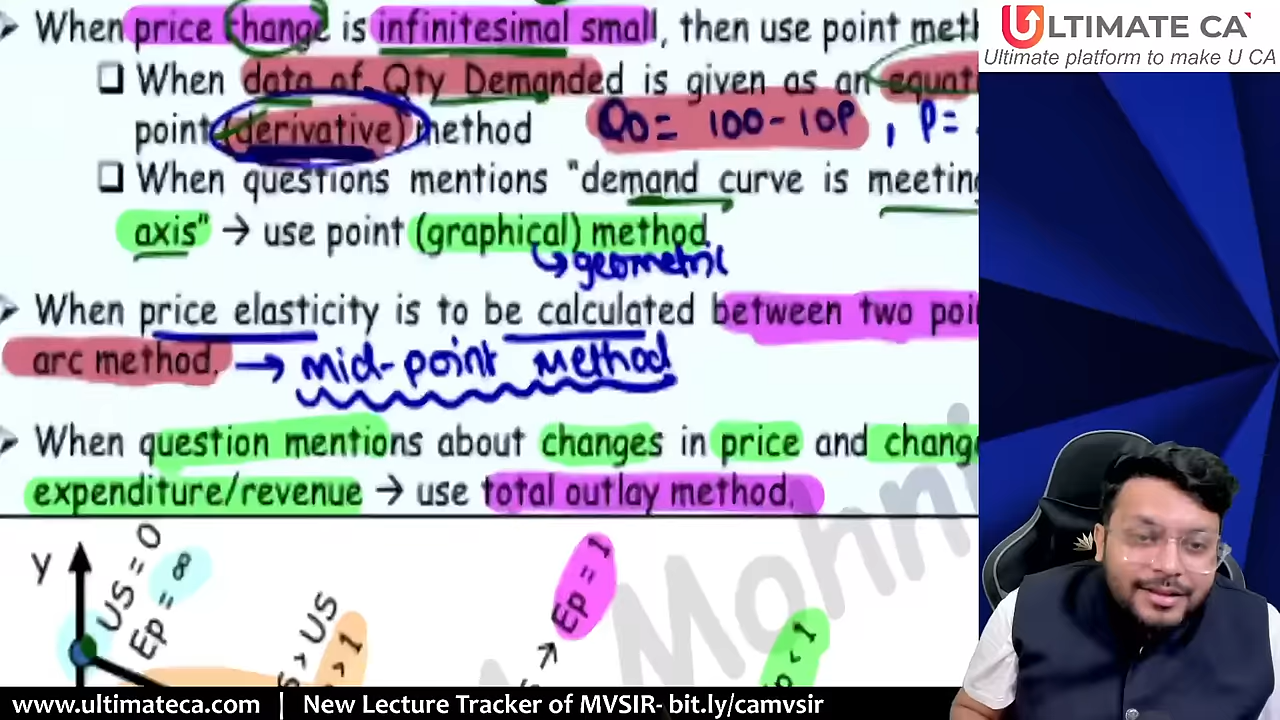 When price change is infinitesimal small, then use point meth
❑ When data of Qty Demanded is given as an equat
point (derivative) method
QD = 100 - 10P , P =
❑ When questions mentions "demand curve is meeting
axis" → use point (graphical) method
↳ geometric
When price elasticity is to be calculated between two poi
arc method. → mid-point method
When question mentions about changes in price and chang
expenditure/revenue → use total outlay method.
Y
US = 0
Ep = ∞
> US
> 1
→ Ep = 1
p < 1
Mohni
ULTIMATE CA
Ultimate platform to make U CA
www.ultimateca.com | New Lecture Tracker of MVSIR- bit.ly/camvsir